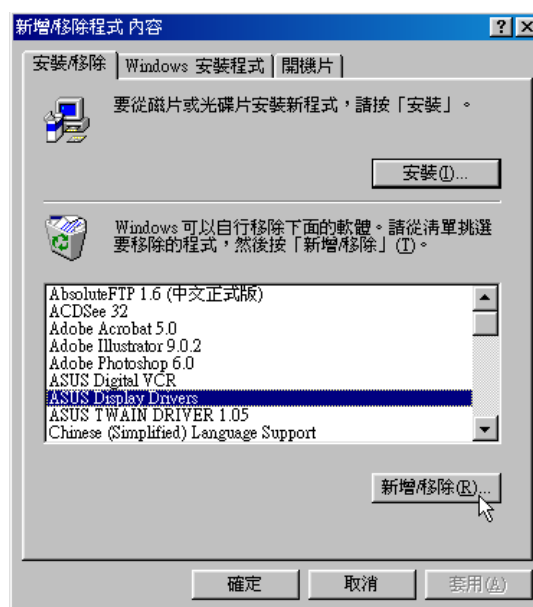 新增/移除程式 內容
安裝/移除
Windows 安裝程式
開機片
要從磁片或光碟片安裝新程式，請按「安裝」。
安裝(I)...
Windows 可以自行移除下面的軟體。請從清單挑選
要移除的程式，然後按「新增/移除」(T)。
AbsoluteFTP 1.6 (中文正式版)
ACDSee 32
Adobe Acrobat 5.0
Adobe Illustrator 9.0.2
Adobe Photoshop 6.0
ASUS Digital VCR
ASUS Display Drivers
ASUS TWAIN DRIVER 1.05
Chinese (Simplified) Language Support
新增/移除(R)...
確定
取消
套用(A)